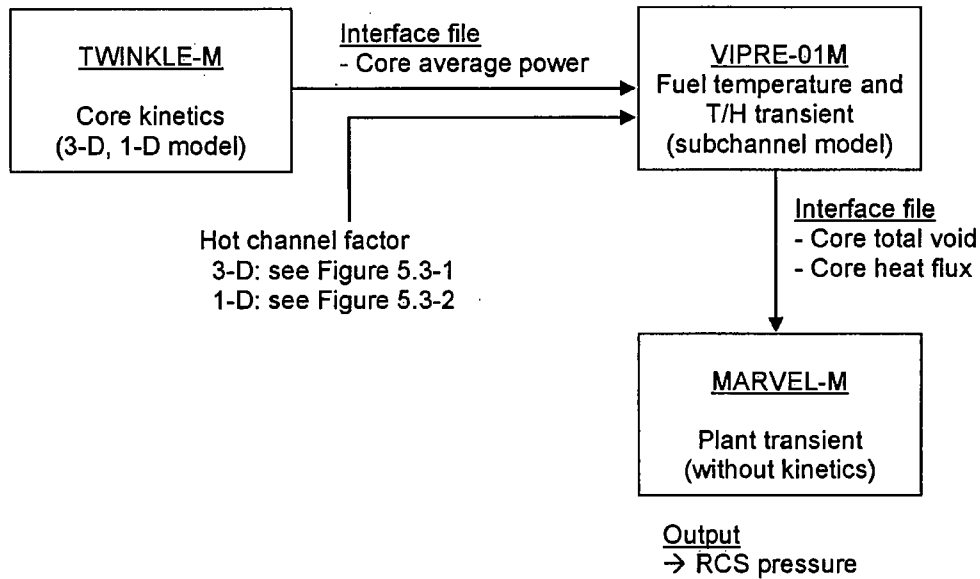 TWINKLE-M
Core kinetics
(3-D, 1-D model)
Interface file
- Core average power
VIPRE-01M
Fuel temperature and
T/H transient
(subchannel model)
Hot channel factor
3-D: see Figure 5.3-1
1-D: see Figure 5.3-2
Interface file
- Core total void
- Core heat flux
MARVEL-M
Plant transient
(without kinetics)
Output
→ RCS pressure